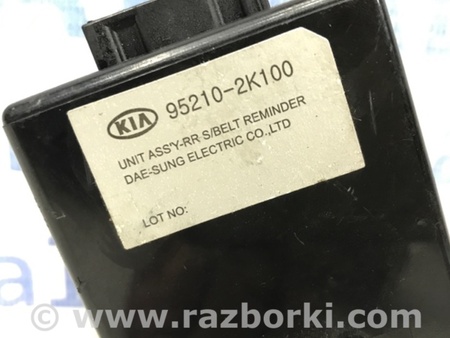 KIA 95210-2K100
UNIT ASS'Y-RR S/BELT REMINDER
DAE-SUNG ELECTRIC CO.,LTD
LOT NO:
© www.razborki.com